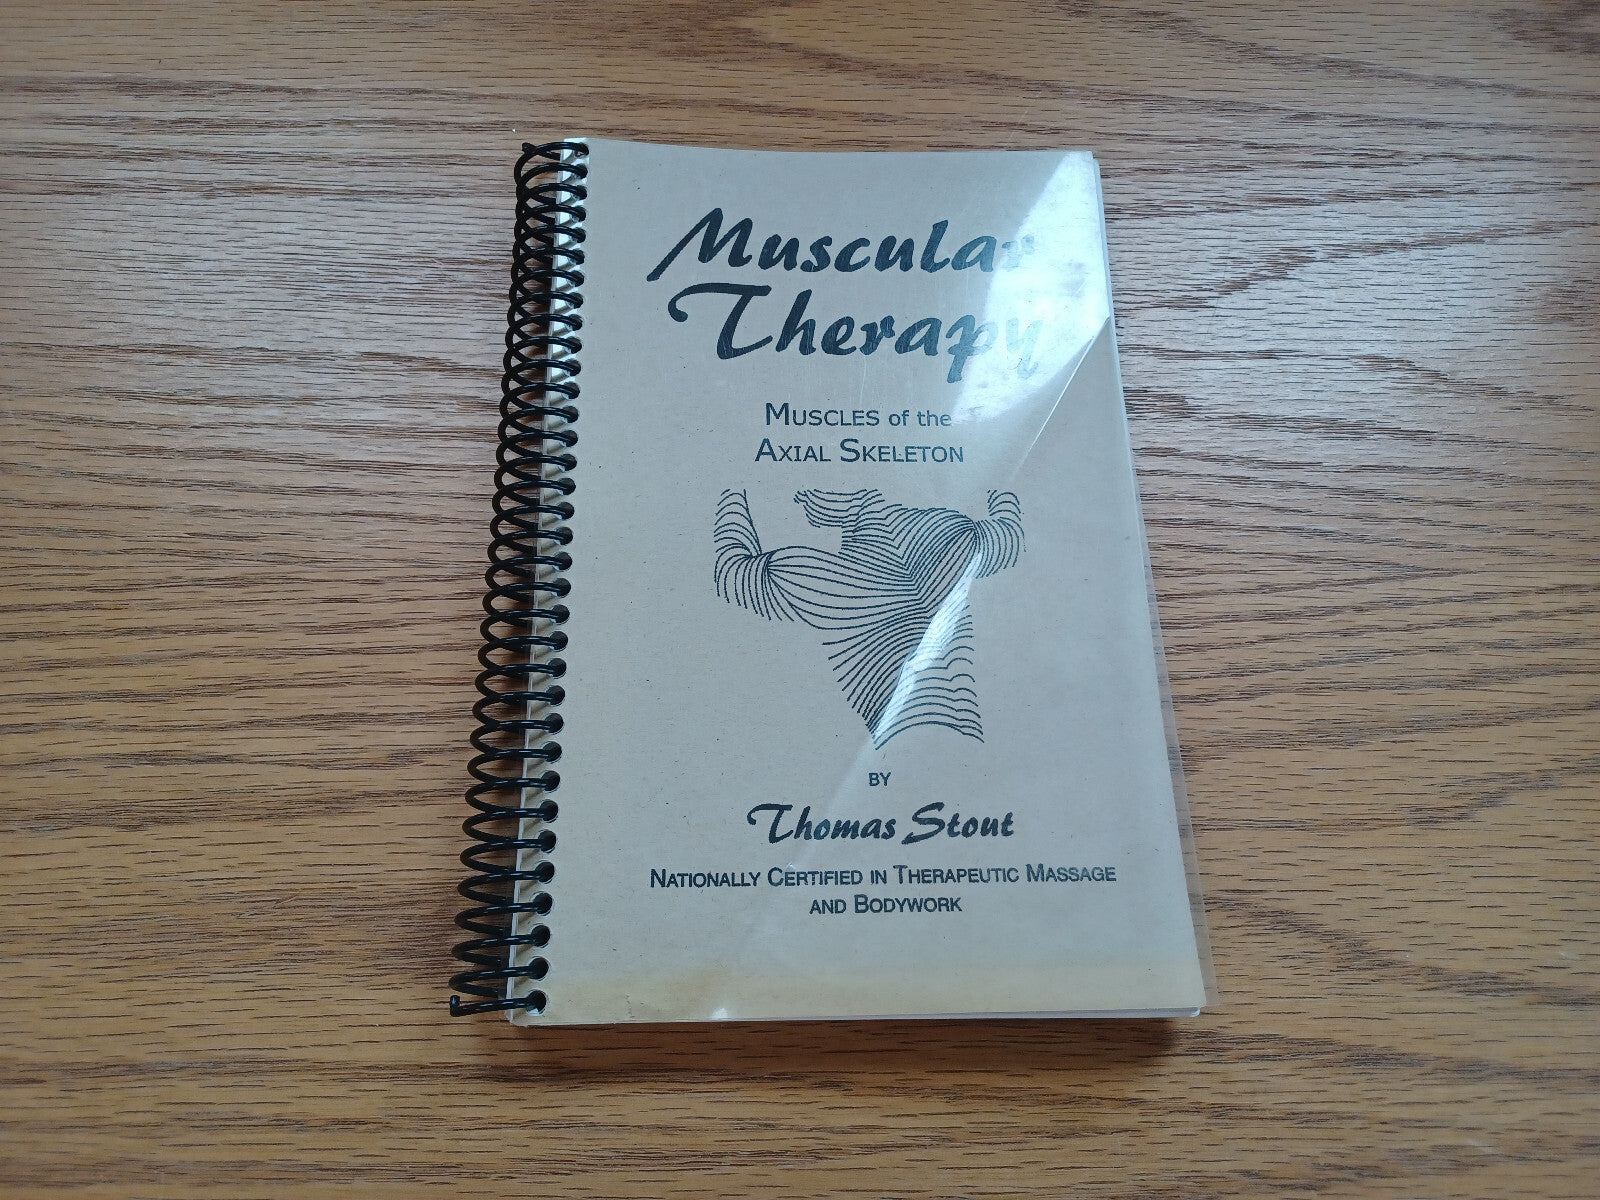 Muscular
Therapy
MUSCLES of the
AXIAL SKELETON
BY
Thomas Stout
NATIONALLY CERTIFIED IN THERAPEUTIC MASSAGE
AND BODYWORK